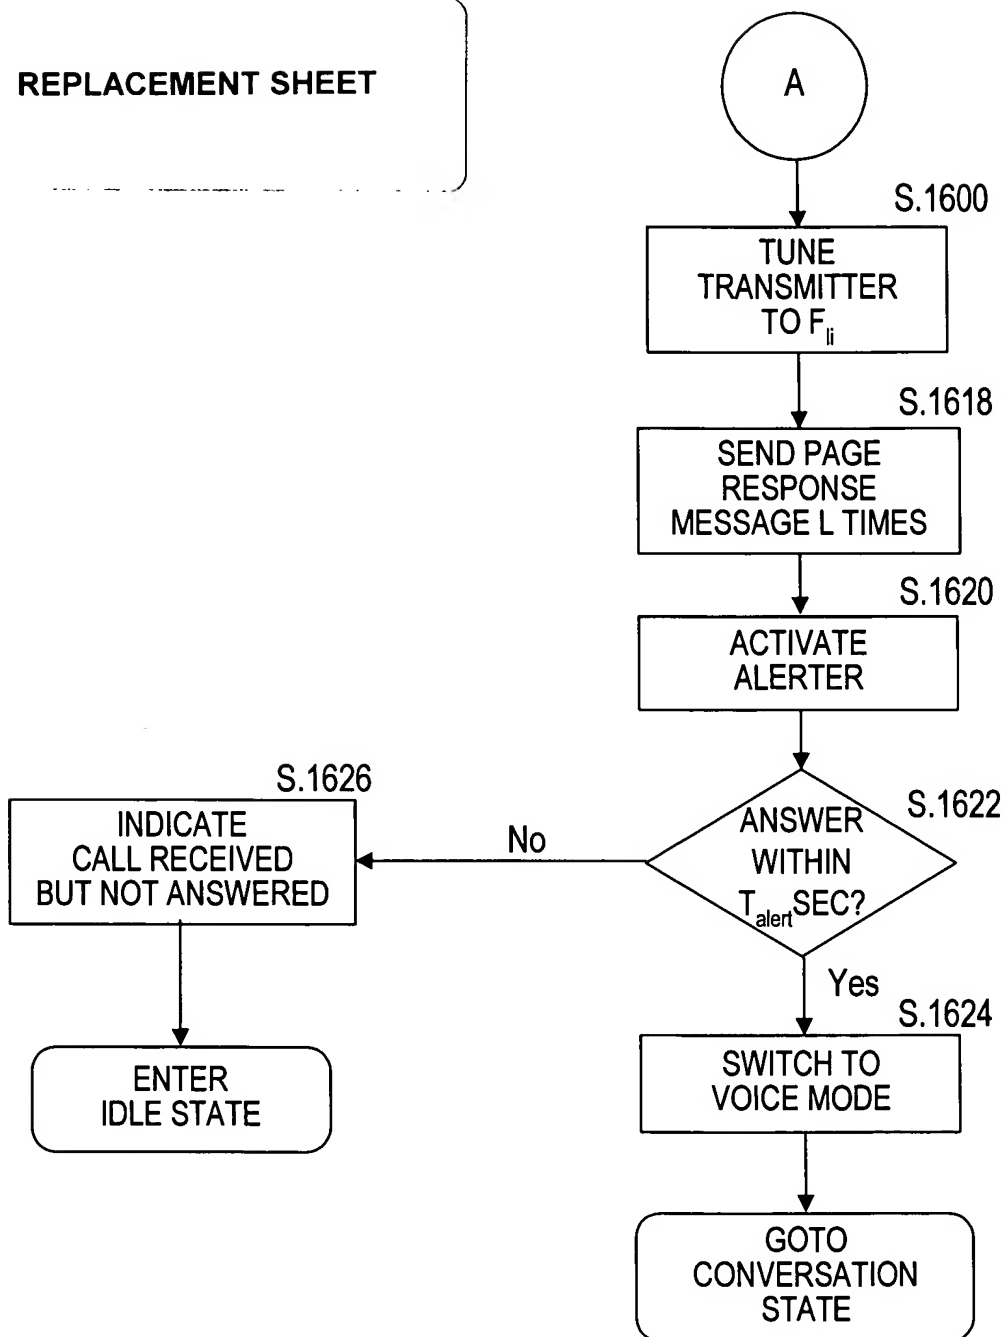 REPLACEMENT SHEET
A
S.1600
TUNE
TRANSMITTER
TO F_li
S.1618
SEND PAGE
RESPONSE
MESSAGE L TIMES
S.1620
ACTIVATE
ALERTER
S.1622
ANSWER
WITHIN
T_alert SEC?
No
S.1626
INDICATE
CALL RECEIVED
BUT NOT ANSWERED
ENTER
IDLE STATE
Yes
S.1624
SWITCH TO
VOICE MODE
GOTO
CONVERSATION
STATE